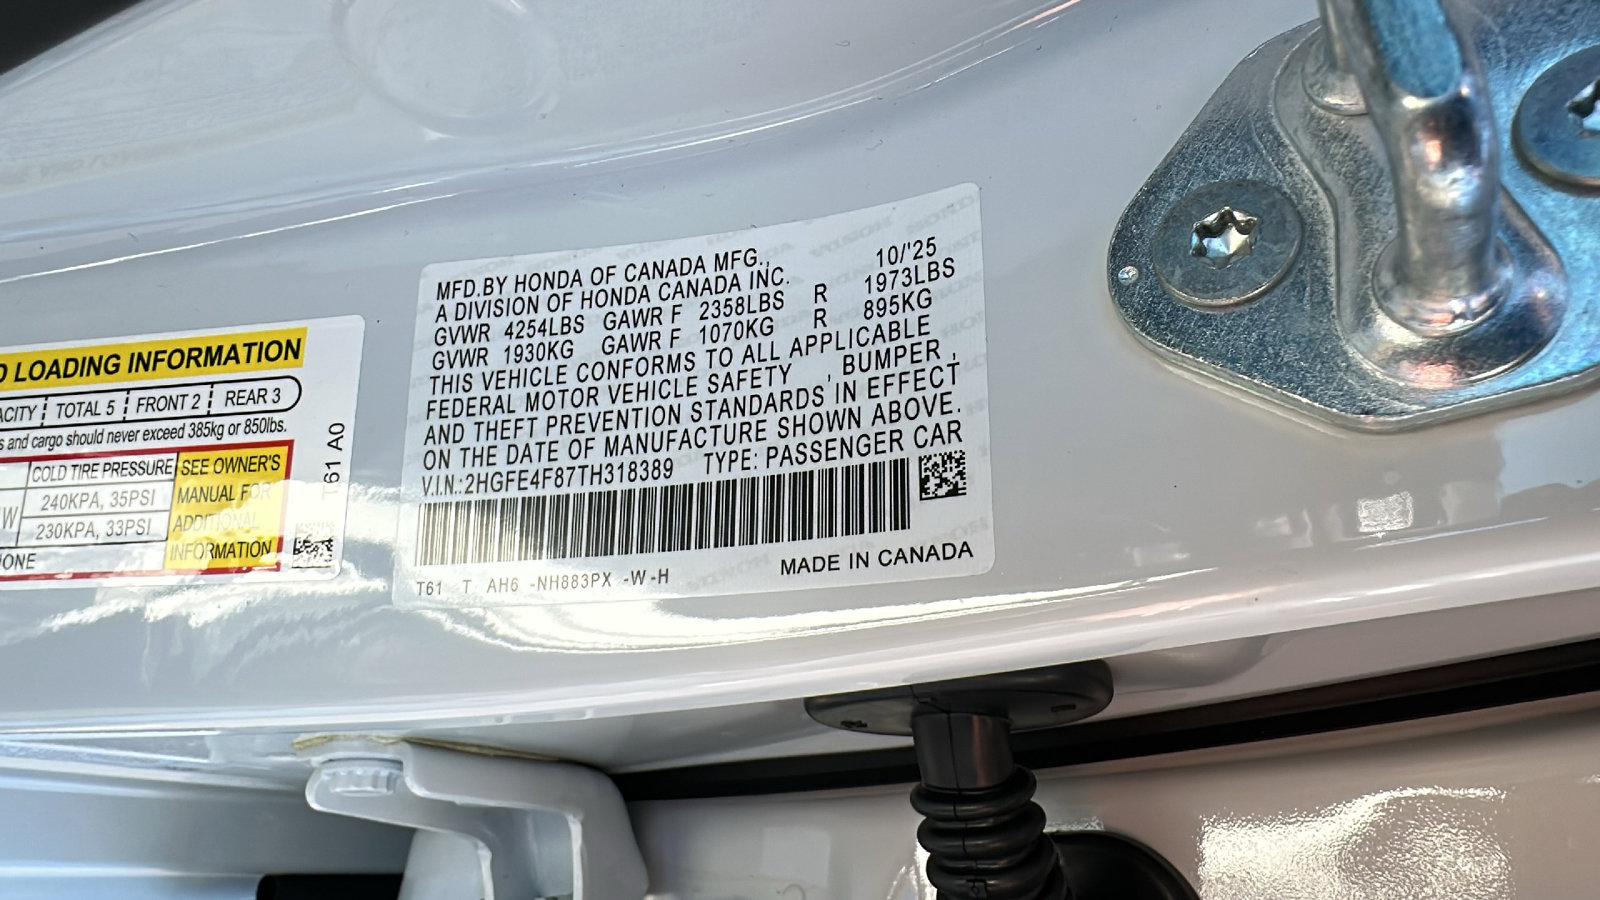 MFD.BY HONDA OF CANADA MFG., 10/'25
A DIVISION OF HONDA CANADA INC.
GVWR 4254LBS GAWR F 2358LBS R 1973LBS
GVWR 1930KG GAWR F 1070KG R 895KG
THIS VEHICLE CONFORMS TO ALL APPLICABLE
FEDERAL MOTOR VEHICLE SAFETY , BUMPER ,
AND THEFT PREVENTION STANDARDS IN EFFECT
ON THE DATE OF MANUFACTURE SHOWN ABOVE.
V.I.N.:2HGFE4F87TH318389 TYPE: PASSENGER CAR
MADE IN CANADA
T61 T AH6 -NH883PX -W-H
LOADING INFORMATION
TOTAL 5 FRONT 2 REAR 3
and cargo should never exceed 385kg or 850lbs.
COLD TIRE PRESSURE
240KPA, 35PSI
230KPA, 33PSI
SEE OWNER'S
MANUAL FOR
ADDITIONAL
INFORMATION
T61 A0